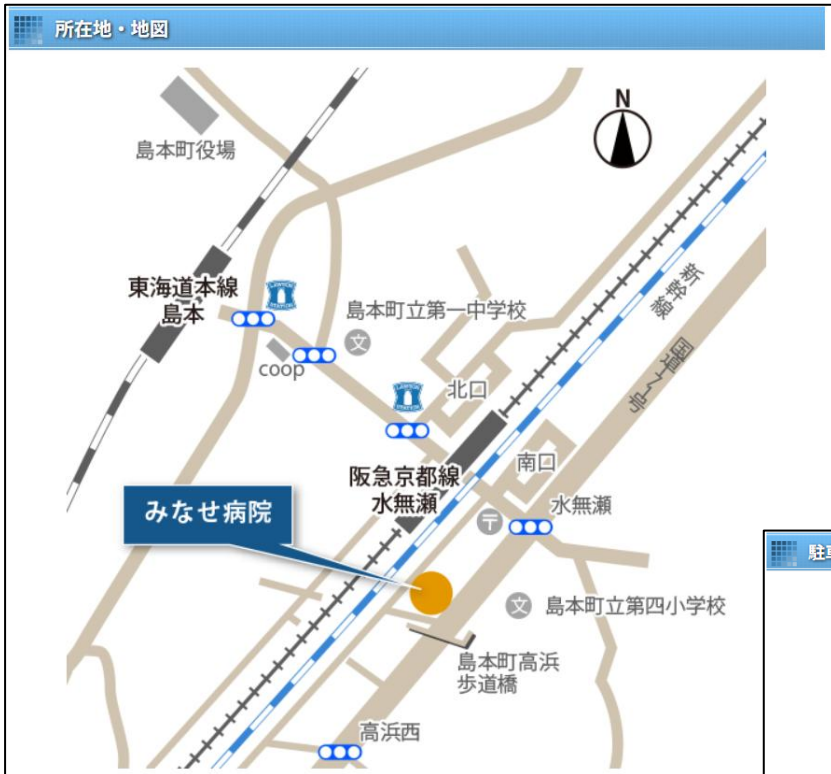 所在地・地図
N
島本町役場
新幹線
東海道本線
島本
島本町立第一中学校
文
国道171号
coop
北口
阪急京都線
水無瀬
南口
みなせ病院
〒
水無瀬
文
島本町立第四小学校
島本町高浜
歩道橋
高浜西